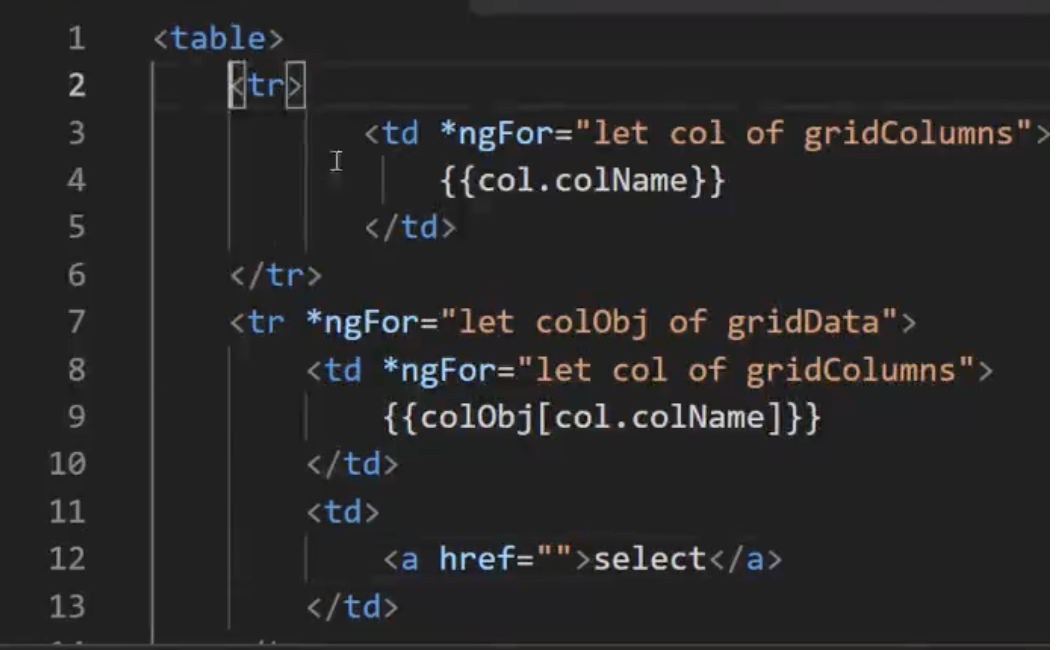 1 <table>
2 <tr>
3 <td *ngFor="let col of gridColumns">
4 {{col.colName}}
5 </td>
6 </tr>
7 <tr *ngFor="let colObj of gridData">
8 <td *ngFor="let col of gridColumns">
9 {{colObj[col.colName]}}
10 </td>
11 <td>
12 <a href="">select</a>
13 </td>